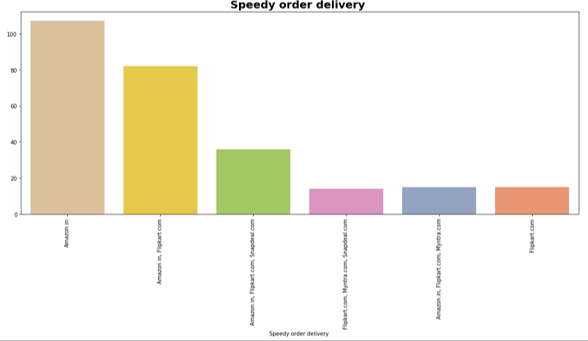 Speedy order delivery
100
80
60
40
20
0
Amazon.in
Amazon.in, Flipkart.com
Amazon.in, Flipkart.com, Snapdeal.com
Flipkart.com, Myntra.com, Snapdeal.com
Amazon.in, Flipkart.com, Myntra.com
Flipkart.com
Speedy order delivery